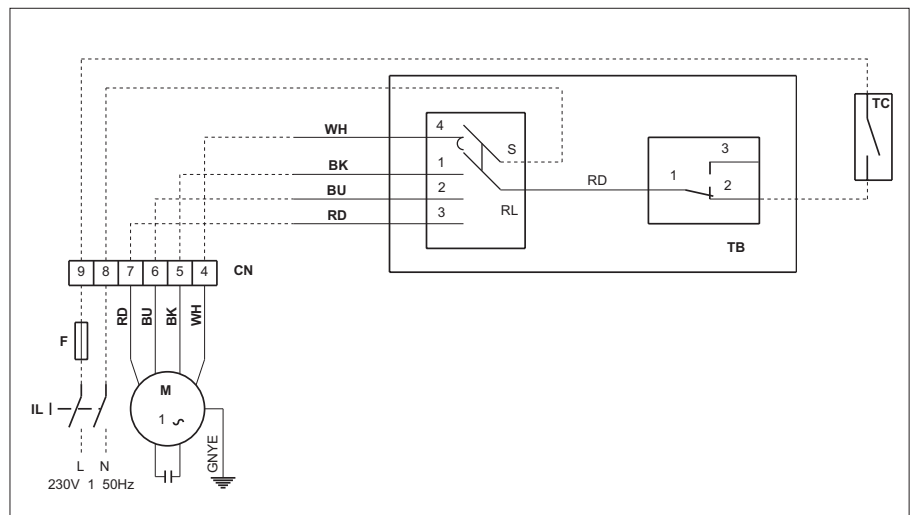 TC
WH
4
S
3
BK
1
RD
1
2
BU
2
RD
3
RL
TB
9 8 7 6 5 4 CN
RD
BU
BK
WH
F
M
IL
1
GNYE
L N
230V 1 50Hz